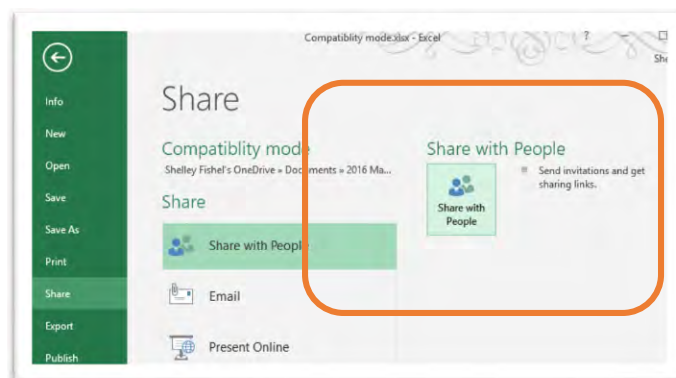 Compatiblity mode.xlsx - Excel
?
She
Info
New
Open
Save
Save As
Print
Share
Export
Publish
Share
Compatiblity mode
Shelley Fishel's OneDrive » Documents » 2016 Ma...
Share
Share with People
Email
Present Online
Share with People
Share with
People
Send invitations and get
sharing links.